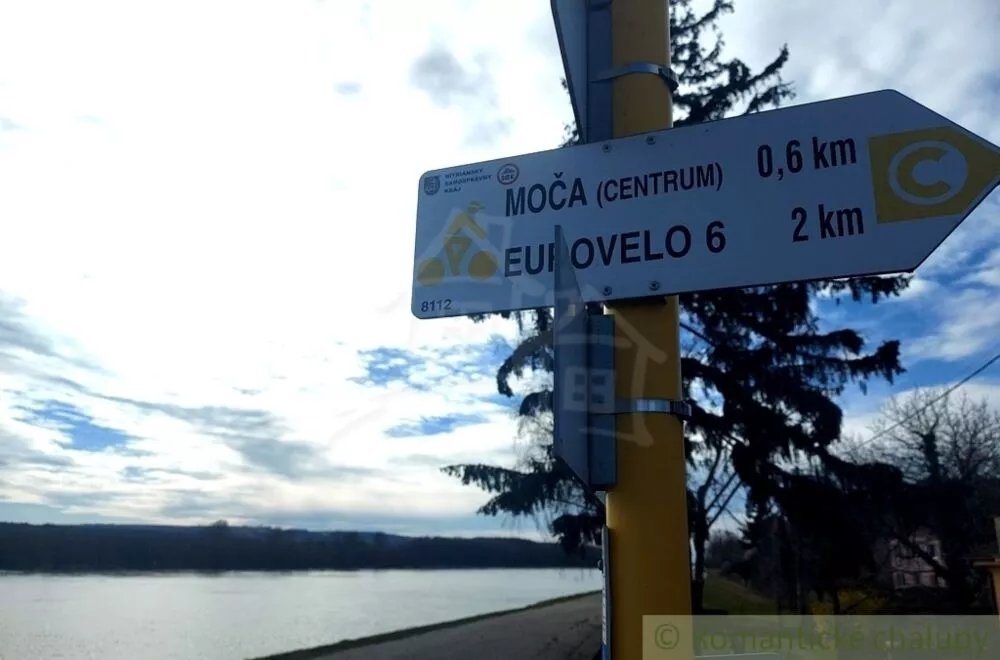 NITRIANSKY
SAMOSPRÁVNY
KRAJ
MOČA (CENTRUM) 0,6 km
EUROVELO 6 2 km
C
8112
© Romantické chalupy